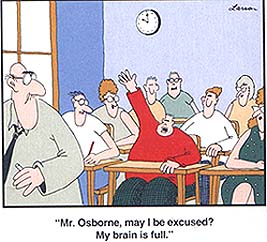 Larson
"Mr. Osborne, may I be excused?
My brain is full."